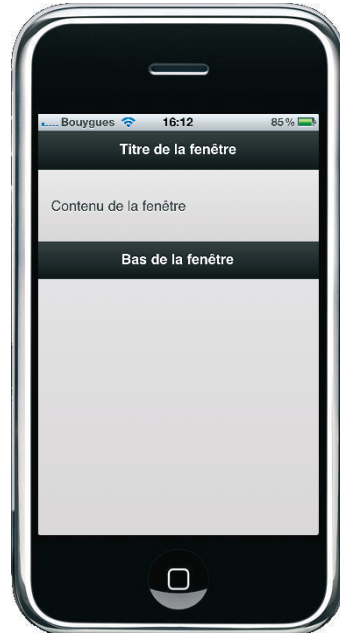 Bouygues 16:12 85 %
Titre de la fenêtre
Contenu de la fenêtre
Bas de la fenêtre